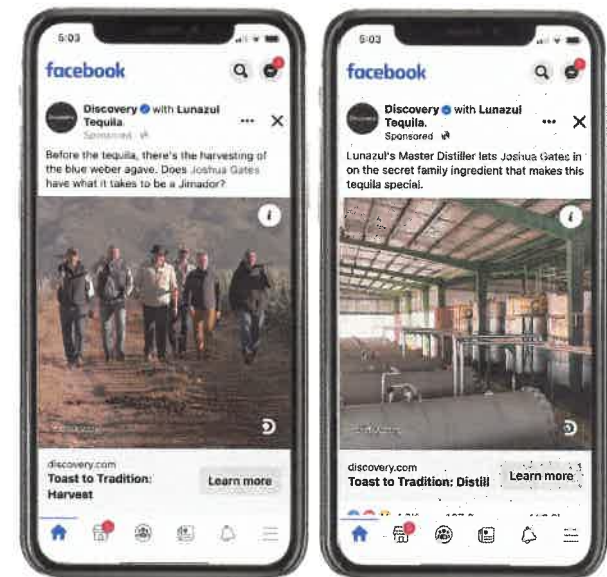 5:03
facebook
Discovery with Lunazul
Tequila.
Sponsored
Before the tequila, there's the harvesting of
the blue weber agave. Does Joshua Gates
have what it takes to be a Jimador?
discovery.com
Toast to Tradition:
Harvest
Learn more
5:03
facebook
Discovery with Lunazul
Tequila.
Sponsored
Lunazul's Master Distiller lets Joshua Gates in
on the secret family ingredient that makes this
tequila special.
discovery.com
Toast to Tradition: Distill
Learn more